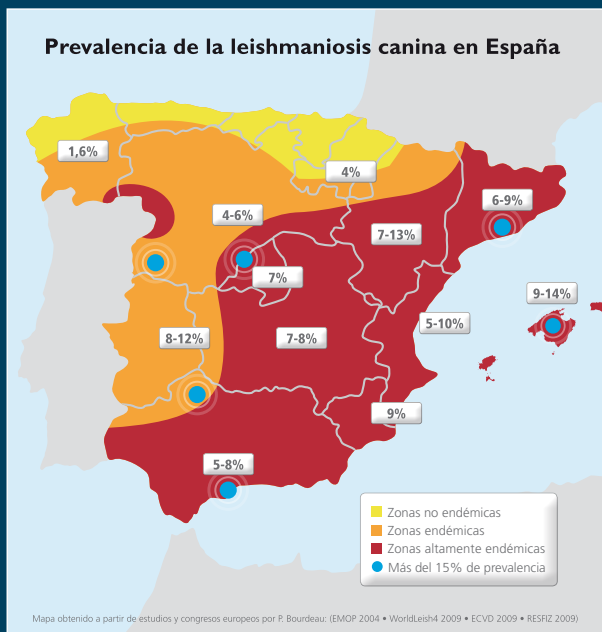 Prevalencia de la leishmaniosis canina en España
1,6%
4%
6-9%
4-6%
7-13%
7%
9-14%
5-10%
8-12%
7-8%
9%
5-8%
Zonas no endémicas
Zonas endémicas
Zonas altamente endémicas
Más del 15% de prevalencia
Mapa obtenido a partir de estudios y congresos europeos por P. Bourdeau: (EMOP 2004 • WorldLeish4 2009 • ECVD 2009 • RESFIZ 2009)